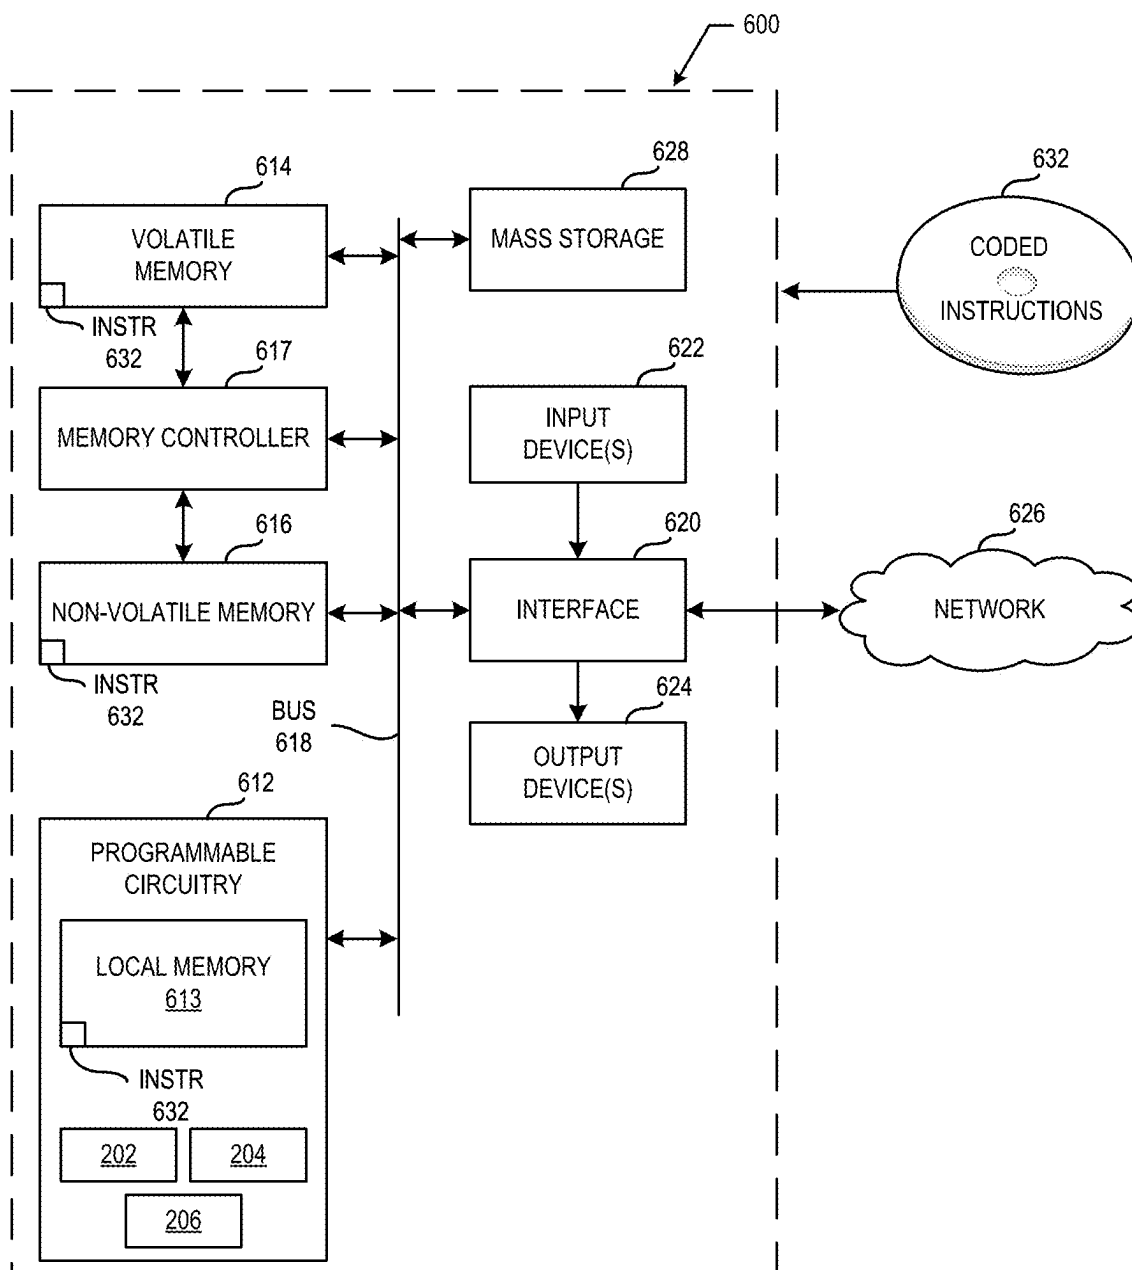 600
614
VOLATILE
MEMORY
INSTR
632
628
MASS STORAGE
632
CODED
INSTRUCTIONS
617
MEMORY CONTROLLER
622
INPUT
DEVICE(S)
616
NON-VOLATILE MEMORY
INSTR
632
620
INTERFACE
626
NETWORK
BUS
618
624
OUTPUT
DEVICE(S)
612
PROGRAMMABLE
CIRCUITRY
LOCAL MEMORY
613
INSTR
632
202
204
206